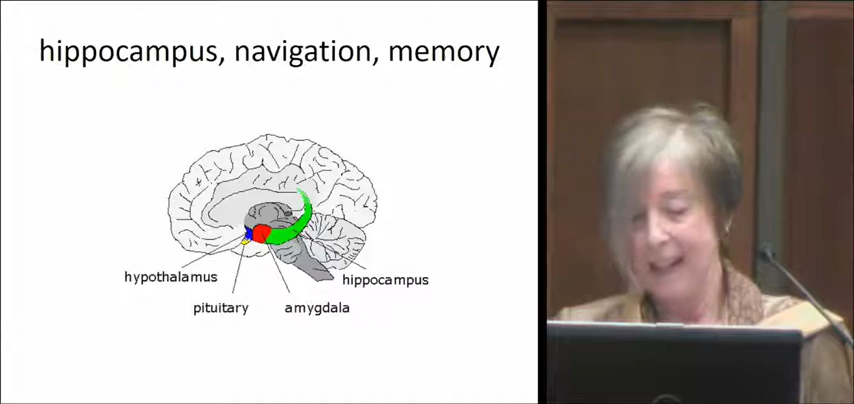 hippocampus, navigation, memory
hypothalamus
hippocampus
pituitary
amygdala